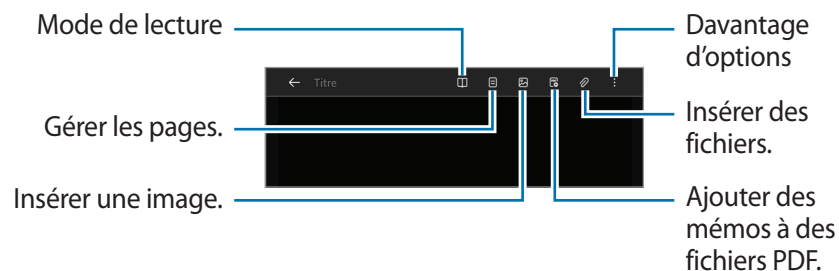 Mode de lecture
Gérer les pages.
Insérer une image.
Titre
Davantage
d'options
Insérer des
fichiers.
Ajouter des
mémos à des
fichiers PDF.